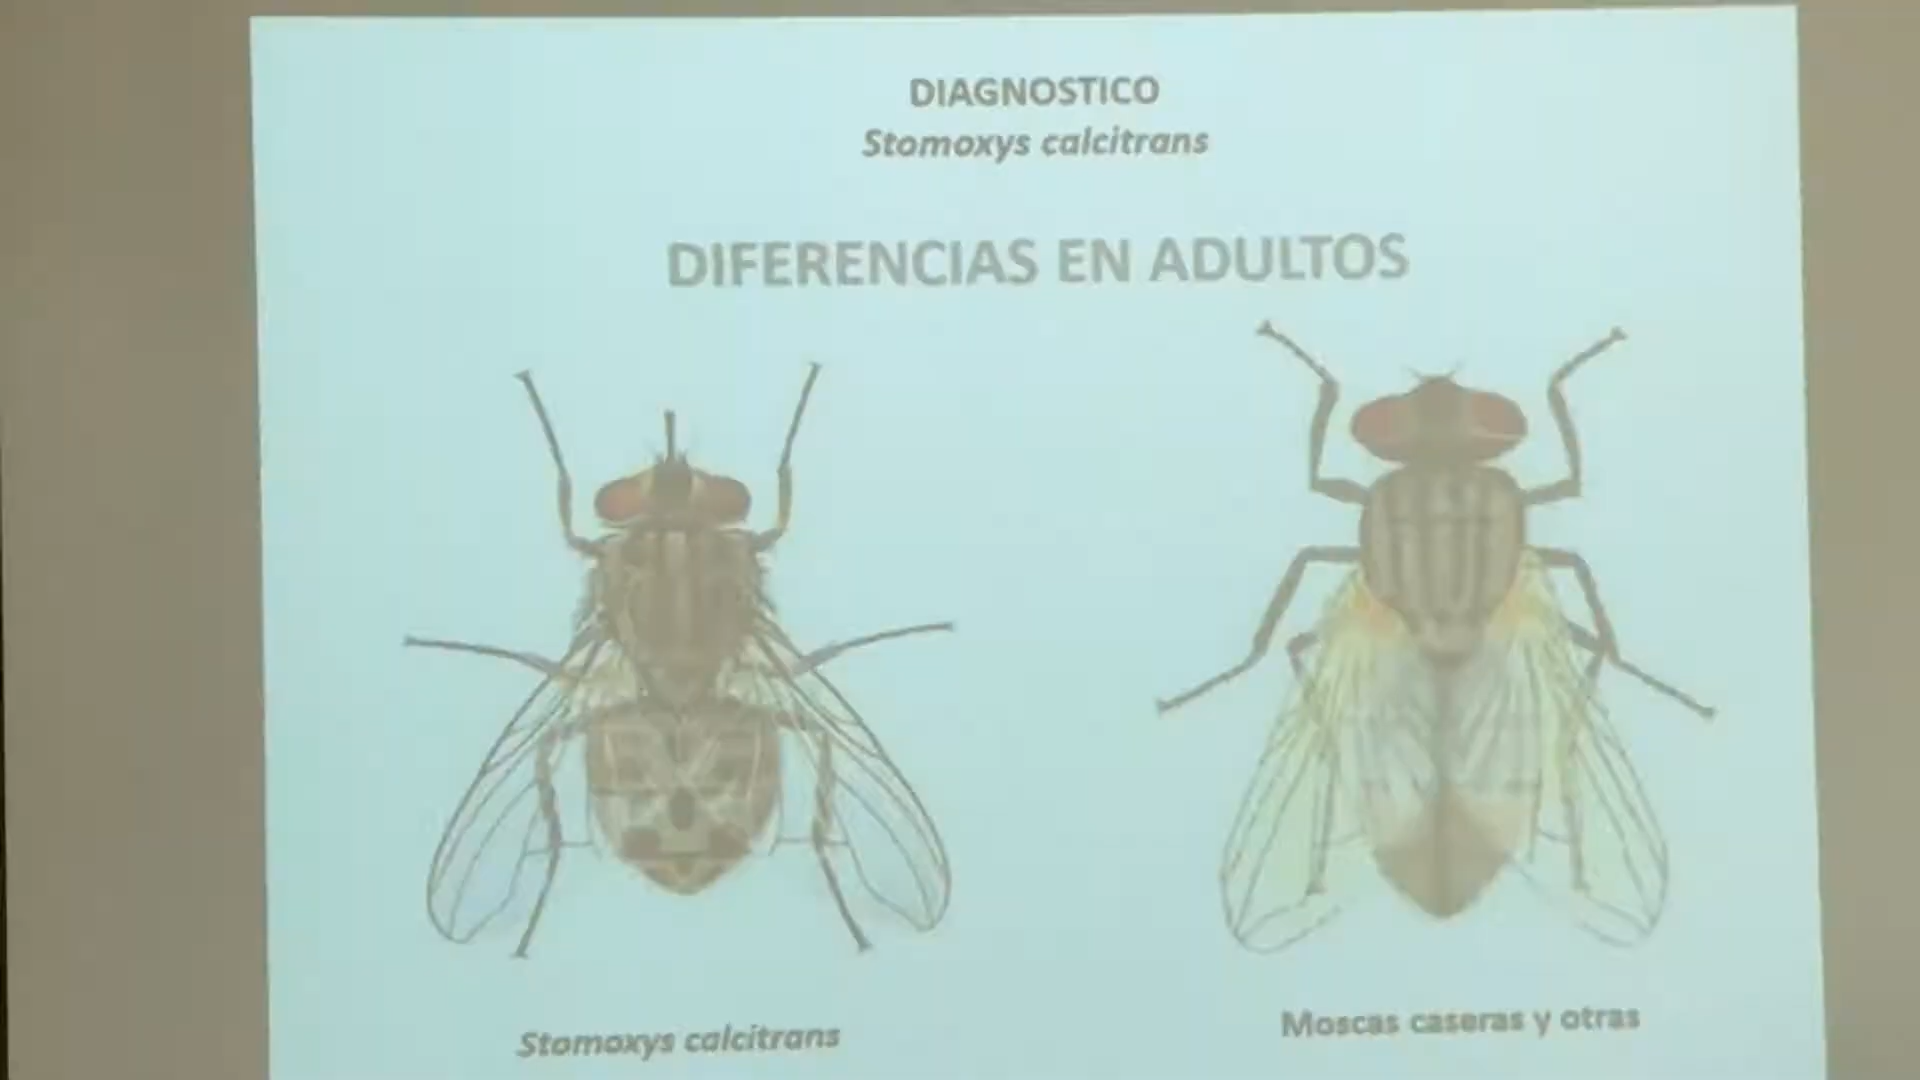 DIAGNOSTICO
Stomoxys calcitrans
DIFERENCIAS EN ADULTOS
Stomoxys calcitrans
Moscas caseras y otras